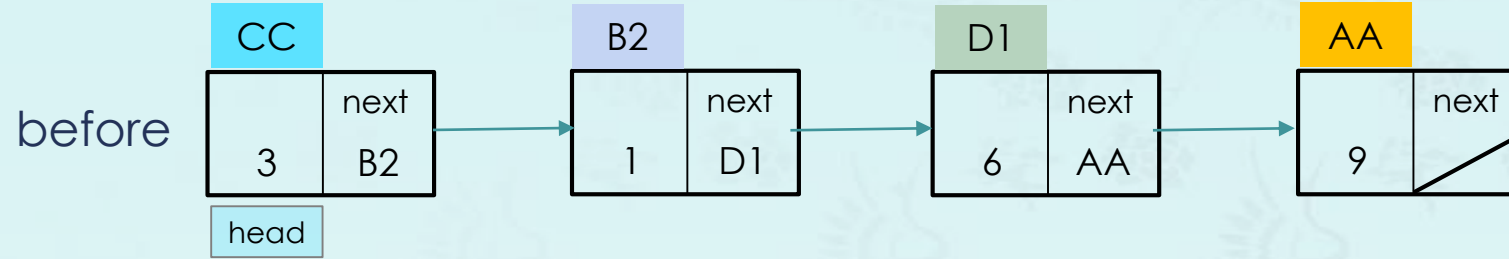 CC B2 D1 AA
before
next next next next
3 B2 1 D1 6 AA 9
head